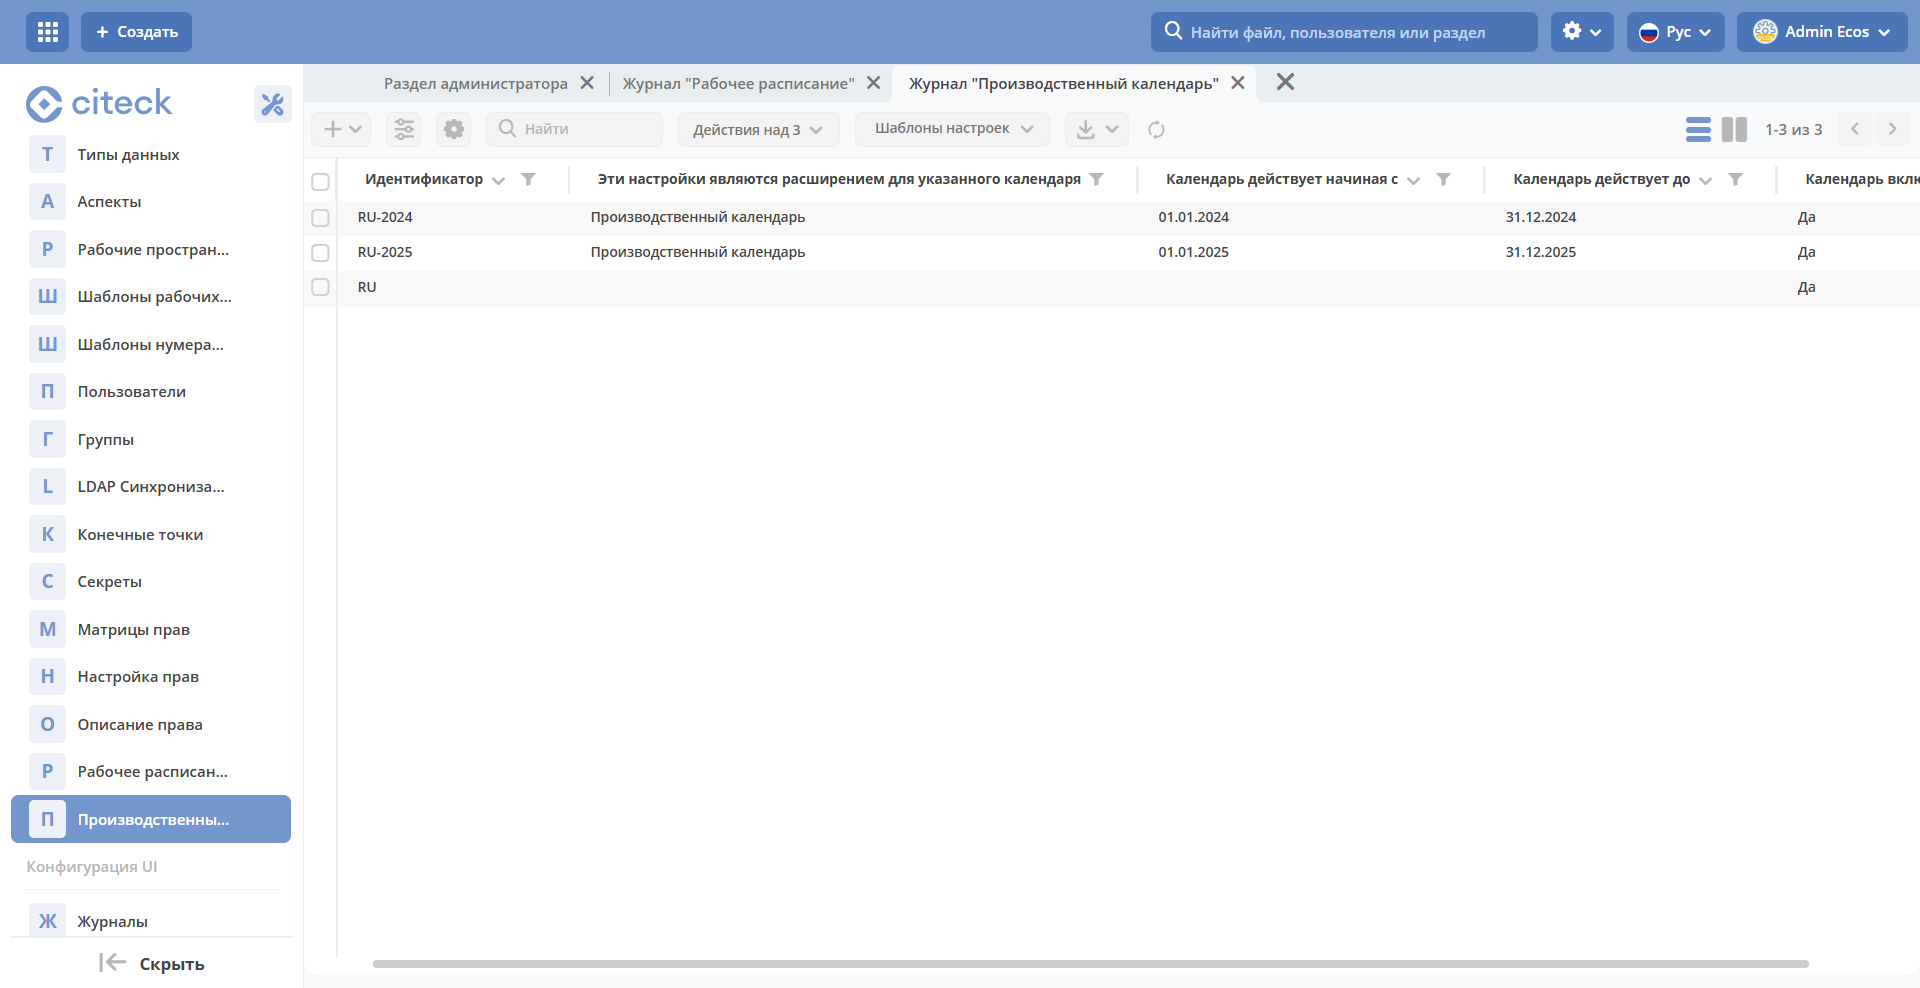 + Создать
Найти файл, пользователя или раздел
Рус
Admin Ecos
citeck
Т Типы данных
А Аспекты
Р Рабочие простран...
Ш Шаблоны рабочих...
Ш Шаблоны нумера...
П Пользователи
Г Группы
L LDAP Синхрониза...
К Конечные точки
С Секреты
М Матрицы прав
Н Настройка прав
О Описание права
Р Рабочее расписан...
П Производственны...
Конфигурация UI
Ж Журналы
Скрыть
Раздел администратора
Журнал "Рабочее расписание"
Журнал "Производственный календарь"
Найти
Действия над 3
Шаблоны настроек
1-3 из 3
Идентификатор Эти настройки являются расширением для указанного календаря Календарь действует начиная с Календарь действует до Календарь вклю
RU-2024 Производственный календарь 01.01.2024 31.12.2024 Да
RU-2025 Производственный календарь 01.01.2025 31.12.2025 Да
RU Да